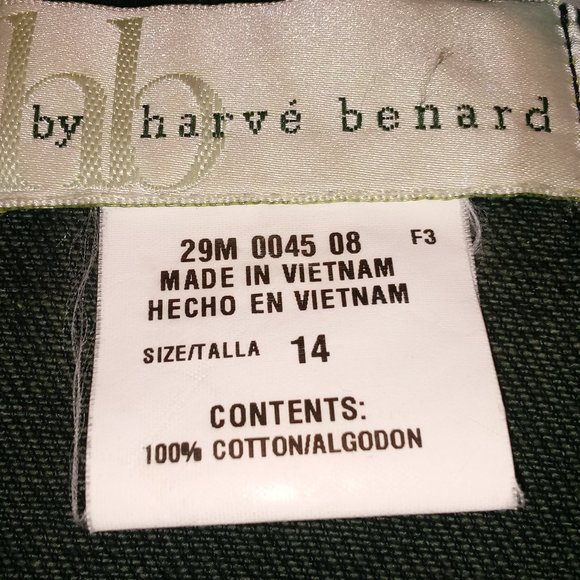 hb
by harvé benard
29M 0045 08 F3
MADE IN VIETNAM
HECHO EN VIETNAM
SIZE/TALLA 14
CONTENTS:
100% COTTON/ALGODON